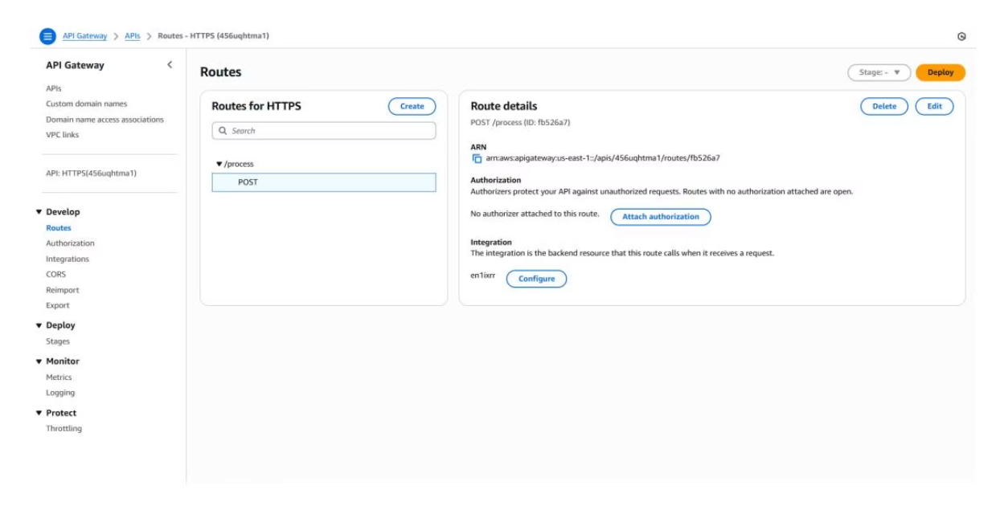 API Gateway > APIs > Routes - HTTPS (456uqhtma1)
API Gateway
APIs
Custom domain names
Domain name access associations
VPC links
API: HTTPS(456uqhtma1)
Develop
Routes
Authorization
Integrations
CORS
Reimport
Export
Deploy
Stages
Monitor
Metrics
Logging
Protect
Throttling
Routes
Stage: -
Deploy
Routes for HTTPS
Create
Search
/process
POST
Route details
Delete
Edit
POST /process (ID: fb526a7)
ARN
arn:aws:apigateway:us-east-1::/apis/456uqhtma1/routes/fb526a7
Authorization
Authorizers protect your API against unauthorized requests. Routes with no authorization attached are open.
No authorizer attached to this route.
Attach authorization
Integration
The integration is the backend resource that this route calls when it receives a request.
en1ixrr
Configure